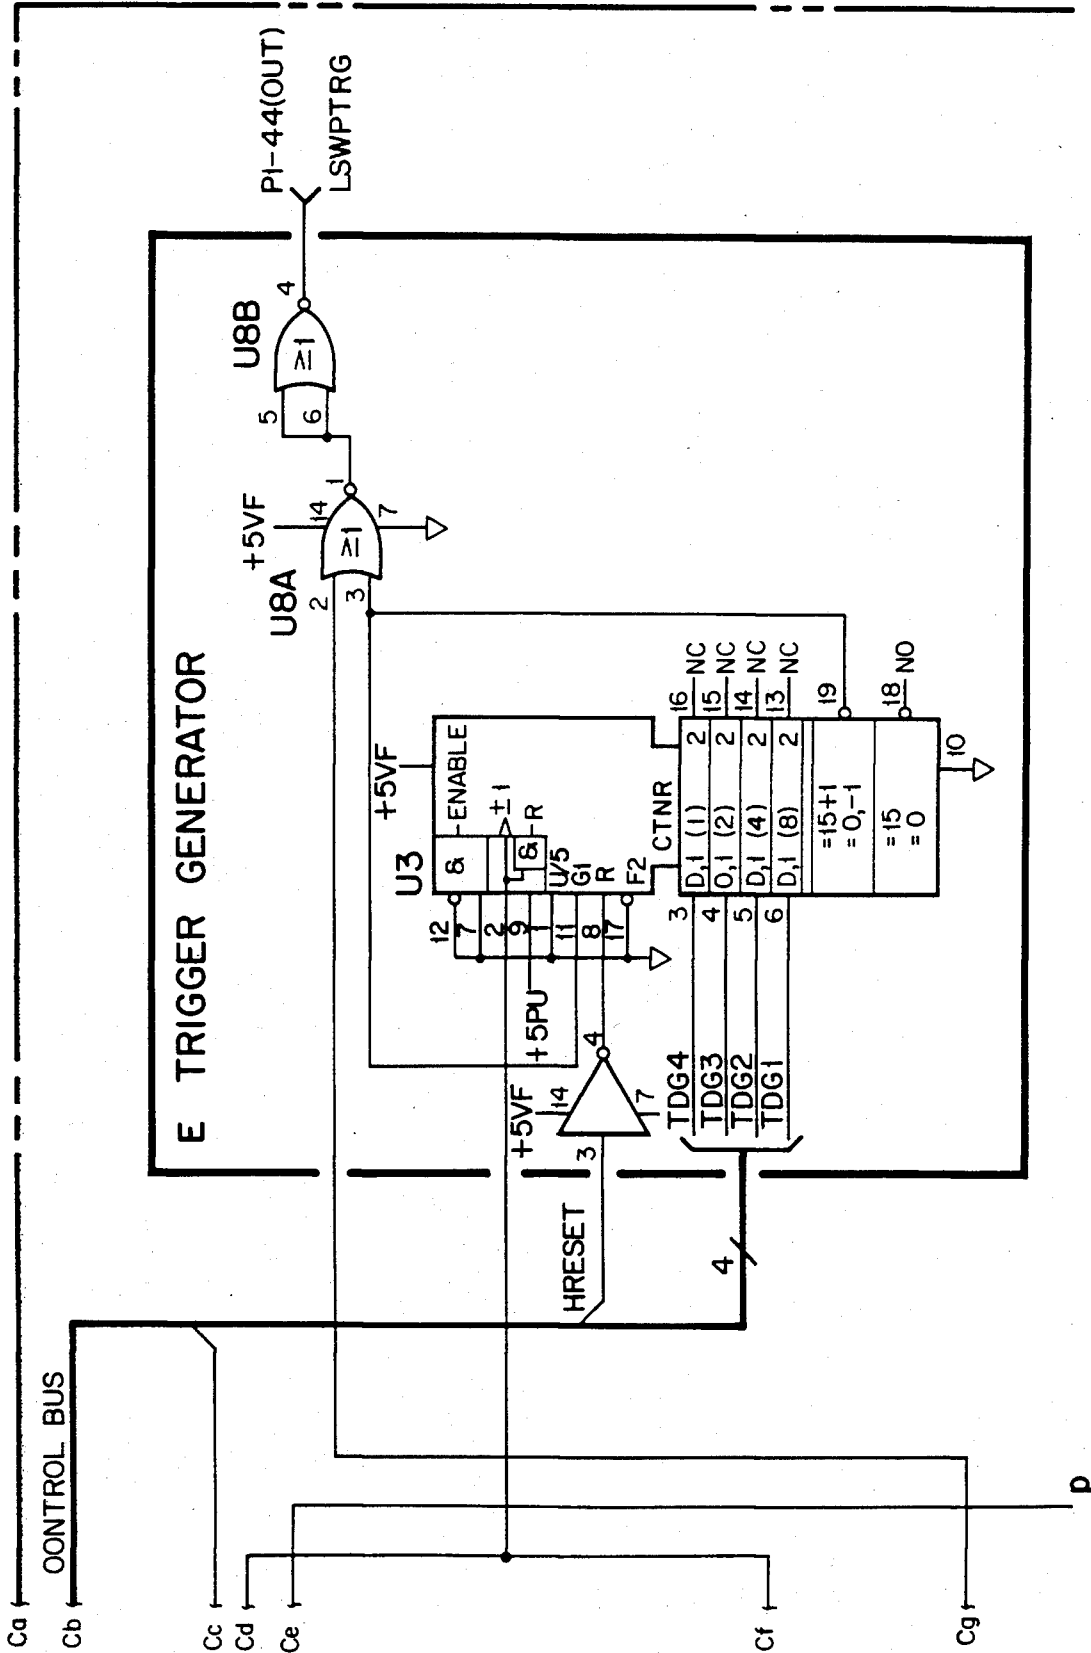 E TRIGGER GENERATOR
P1-44(OUT)
LSWPTRG
U8B
5
6
≥1
4
+5VF
14
U8A
2
3
≥1
1
7
+5VF
U3
12
7
2
9
1
11
8
17
&
ENABLE
±1
&
R
U/5
G1
R
F2
+5PU
+5VF
14
3
4
7
CTNR
TDG4
TDG3
TDG2
TDG1
3
4
5
6
D,1 (1) 2
0,1 (2) 2
D,1 (4) 2
D,1 (8) 2
16 NC
15 NC
14 NC
13 NC
=15+1
=0,-1
19
=15
=0
18 NO
10
HRESET
4
OONTROL BUS
Ca
Cb
Cc
Cd
Ce
Cf
Cg
p